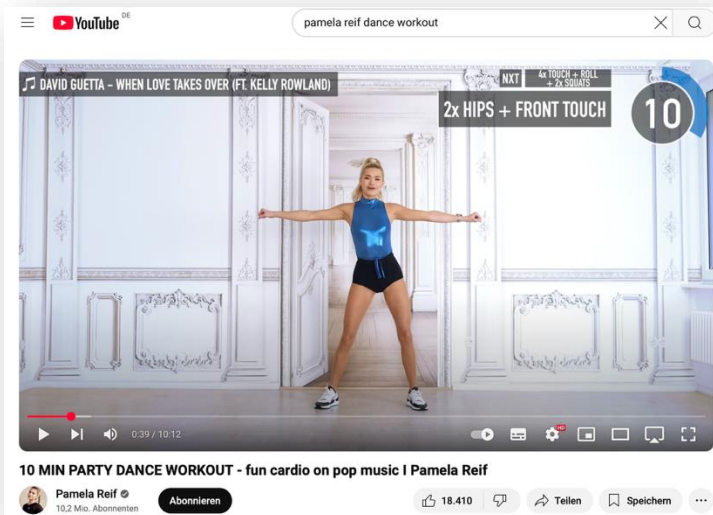 YouTube DE
pamela reif dance workout
DAVID GUETTA - WHEN LOVE TAKES OVER (FT. KELLY ROWLAND)
NXT 4x TOUCH + ROLL
+ 2x SQUATS
2x HIPS + FRONT TOUCH
10
0:39 / 10:12
HD
10 MIN PARTY DANCE WORKOUT - fun cardio on pop music I Pamela Reif
Pamela Reif
10,2 Mio. Abonnenten
Abonnieren
18.410
Teilen
Speichern